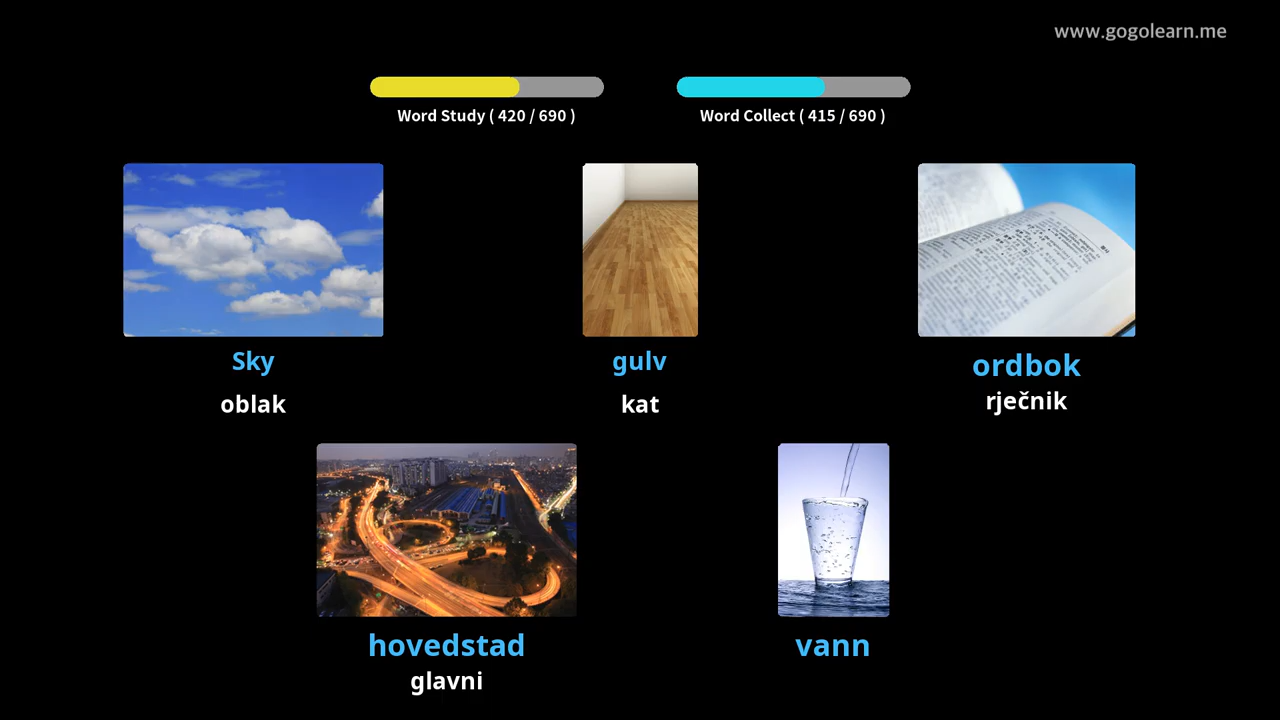 www.gogolearn.me
Word Study ( 420 / 690 )
Word Collect ( 415 / 690 )
Sky
oblak
gulv
kat
ordbok
rječnik
hovedstad
glavni
vann